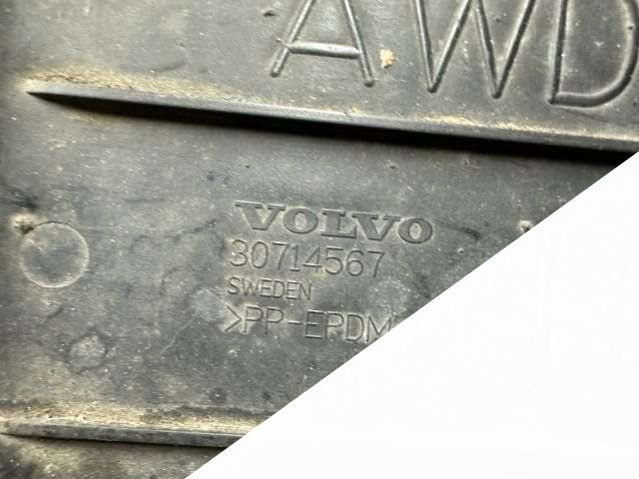 AWD
VOLVO
30714567
SWEDEN
>PP-EPDM